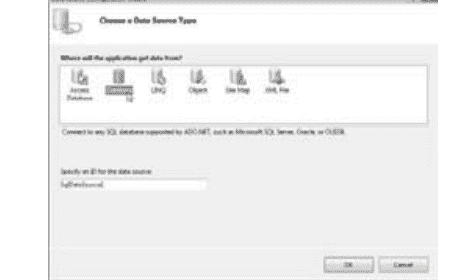 Choose a Data Source Type
Where will the application get data from?
Access Database
Database
LINQ
Object
Site Map
XML File
Connect to any SQL database supported by ADO.NET, such as Microsoft SQL Server, Oracle, or OLEDB.
Specify an ID for the data source:
SqlDataSource1
OK
Cancel